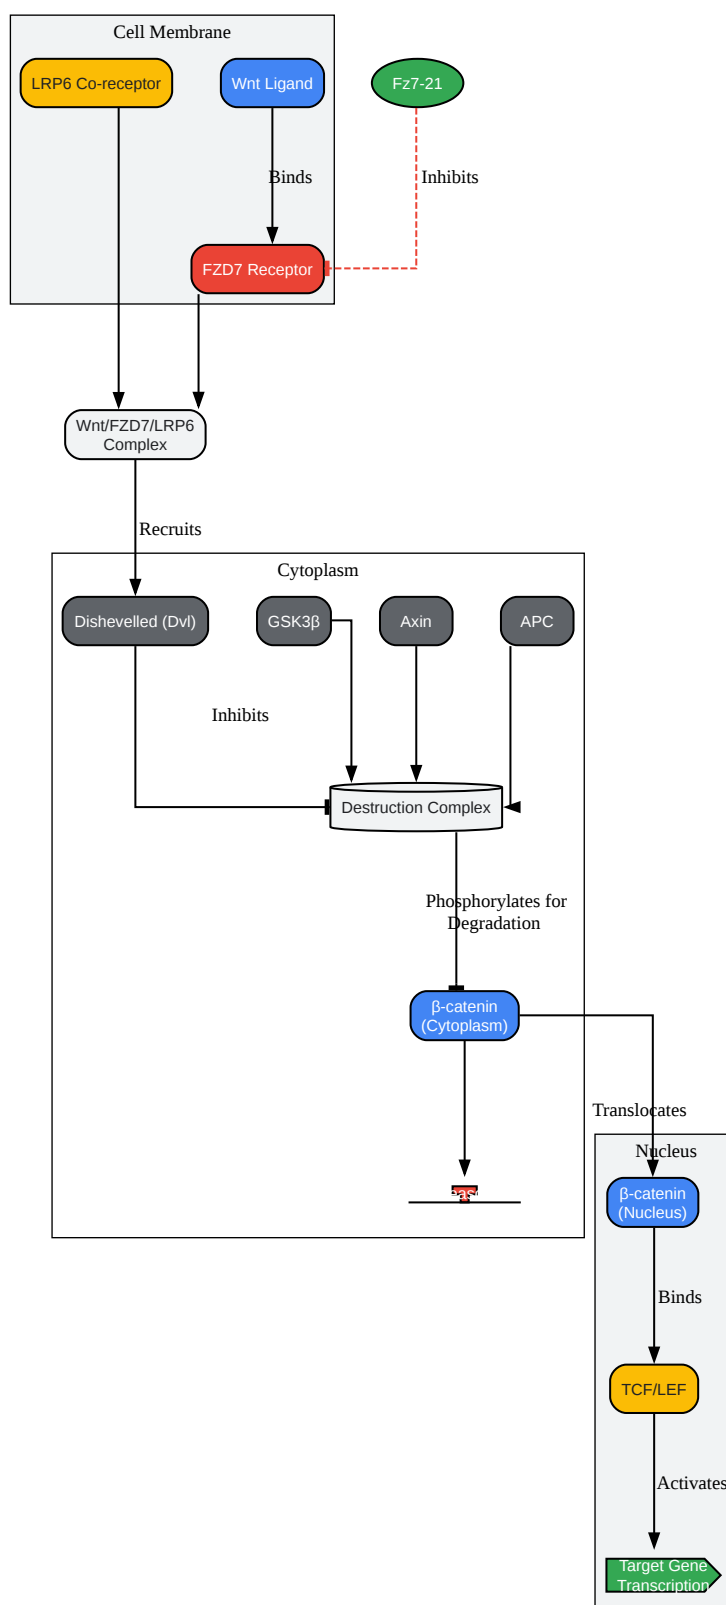 Cell Membrane
LRP6 Co-receptor
Wnt Ligand
Fz7-21
Binds
Inhibits
FZD7 Receptor
Wnt/FZD7/LRP6
Complex
Recruits
Cytoplasm
Dishevelled (Dvl)
GSK3β
Axin
APC
Inhibits
Destruction Complex
Phosphorylates for
Degradation
β-catenin
(Cytoplasm)
Translocates
Nucleus
β-catenin
(Nucleus)
Binds
TCF/LEF
Activates
Target Gene
Transcription